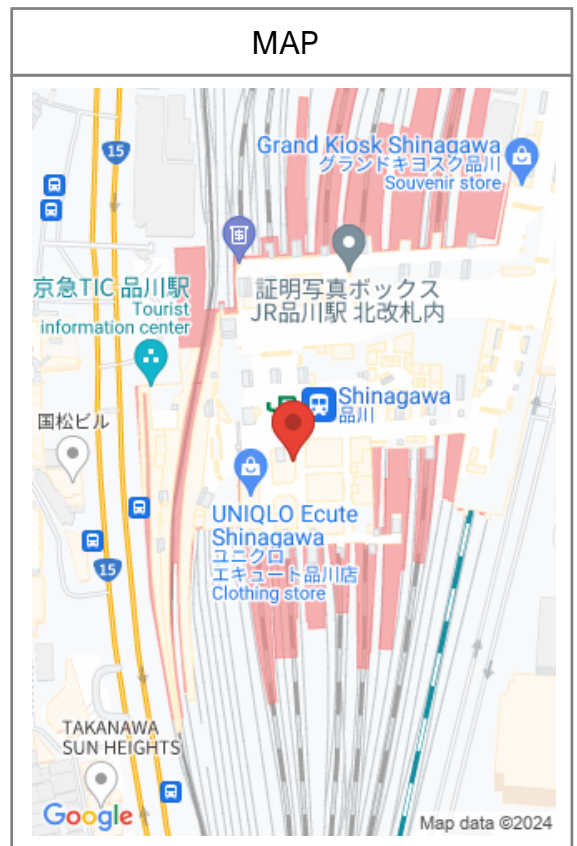 MAP
15
Grand Kiosk Shinagawa
グランドキヨスク品川
Souvenir store
京急TIC 品川駅
Tourist
information center
証明写真ボックス
JR品川駅 北改札内
国松ビル
JR
Shinagawa
品川
UNIQLO Ecute
Shinagawa
ユニクロ
エキュート品川店
Clothing store
15
TAKANAWA
SUN HEIGHTS
Google
Map data ©2024